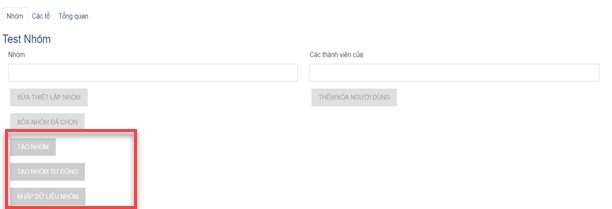 Nhóm Các tổ Tổng quan
Test Nhóm
Nhóm Các thành viên của:
SỬA THIẾT LẬP NHÓM THÊM/XÓA NGƯỜI DÙNG
XÓA NHÓM ĐÃ CHỌN
TẠO NHÓM
TẠO NHÓM TỰ ĐỘNG
NHẬP DỮ LIỆU NHÓM